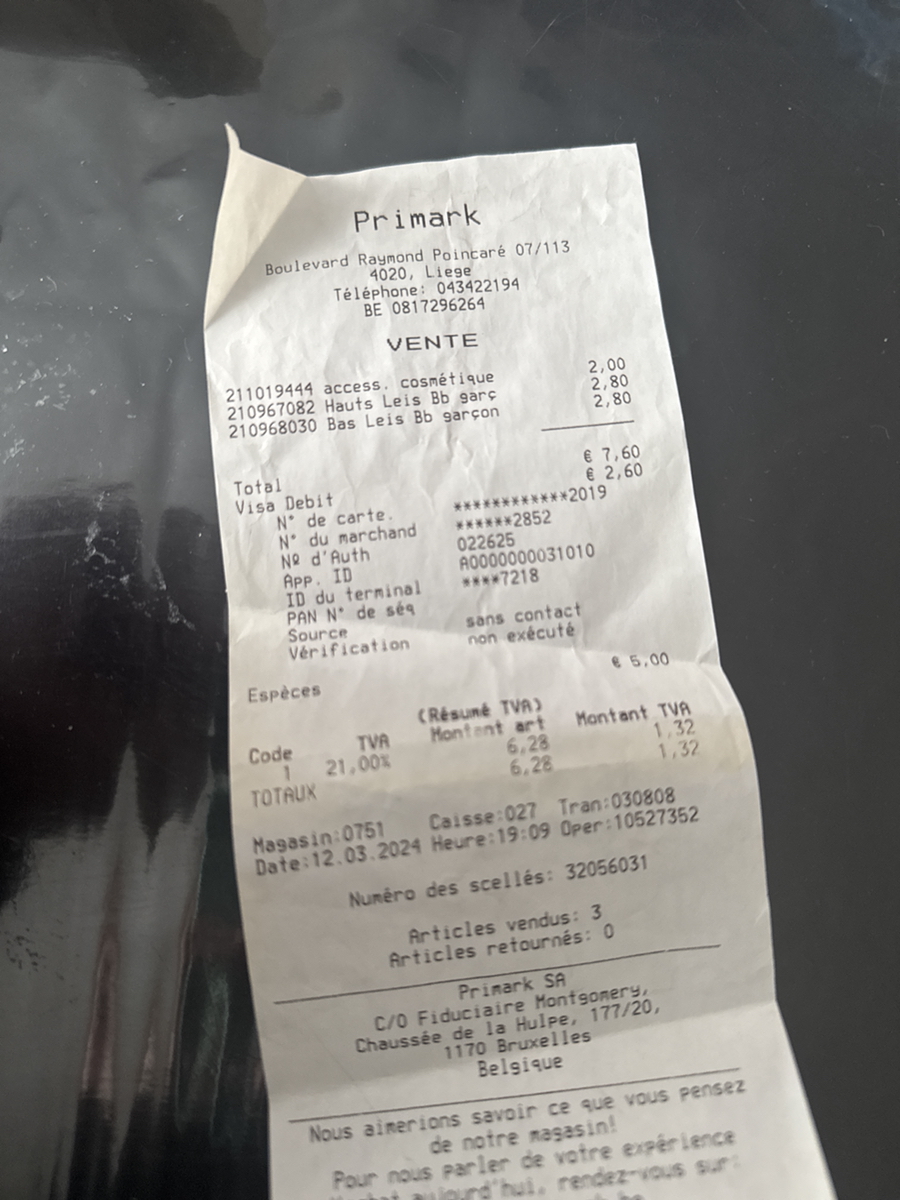 Primark
Boulevard Raymond Poincaré 07/113
4020, Liege
Téléphone: 043422194
BE 0817296264
VENTE
211019444 access. cosmétique 2,00
210967082 Hauts Leis Bb garç 2,80
210968030 Bas Leis Bb garçon 2,80
Total € 7,60
Visa Debit € 2,60
N° de carte. ************2019
N° du marchand ******2852
Nº d'Auth 022625
App. ID A0000000031010
ID du terminal ****7218
PAN N° de séq
Source sans contact
Vérification non exécuté
Espèces € 5,00
(Résumé TVA)
Code TVA Montant art Montant TVA
1 21,00% 6,28 1,32
TOTAUX 6,28 1,32
Magasin:0751 Caisse:027 Tran:030808
Date:12.03.2024 Heure:19:09 Oper:10527352
Numéro des scellés: 32056031
Articles vendus: 3
Articles retournés: 0
Primark SA
C/O Fiduciaire Montgomery,
Chaussée de la Hulpe, 177/20,
1170 Bruxelles
Belgique
Nous aimerions savoir ce que vous pensez
de notre magasin!
Pour nous parler de votre expérience
aujourd'hui, rendez-vous sur: